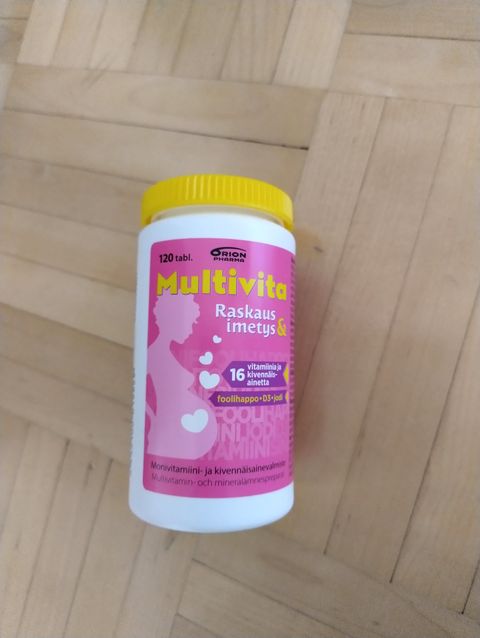 120 tabl.
ORION
PHARMA
Multivita
Raskaus &
imetys
16 vitamiinia ja
kivennäis-
ainetta
foolihappo • D3 • jodi
Monivitamiini- ja kivennäisainevalmiste
Multivitamin- och mineralämnespreparat